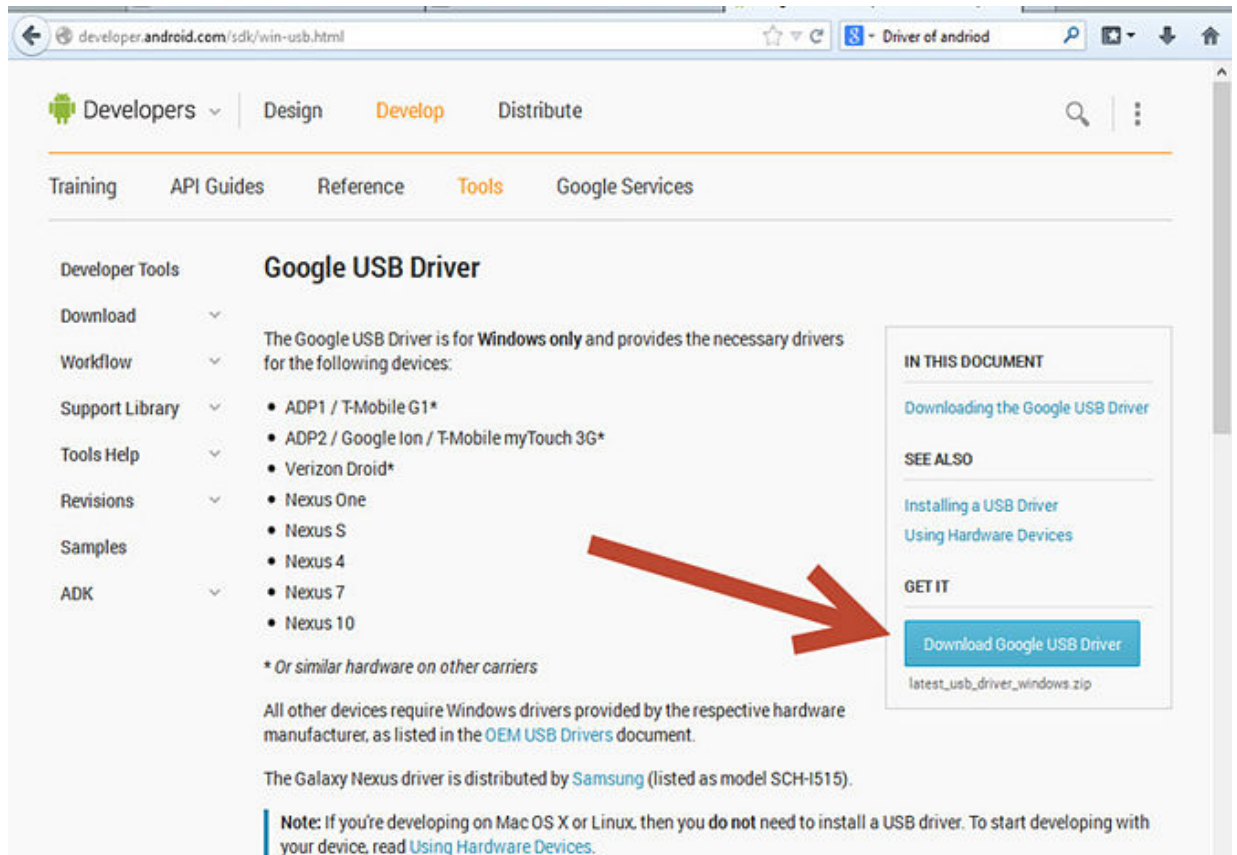 developer.android.com/sdk/win-usb.html
Driver of andriod
Developers
Design
Develop
Distribute
Training
API Guides
Reference
Tools
Google Services
Developer Tools
Download
Workflow
Support Library
Tools Help
Revisions
Samples
ADK
Google USB Driver
The Google USB Driver is for Windows only and provides the necessary drivers
for the following devices:
• ADP1 / T-Mobile G1*
• ADP2 / Google Ion / T-Mobile myTouch 3G*
• Verizon Droid*
• Nexus One
• Nexus S
• Nexus 4
• Nexus 7
• Nexus 10
* Or similar hardware on other carriers
All other devices require Windows drivers provided by the respective hardware
manufacturer, as listed in the OEM USB Drivers document.
The Galaxy Nexus driver is distributed by Samsung (listed as model SCH-I515).
Note: If you're developing on Mac OS X or Linux, then you do not need to install a USB driver. To start developing with
your device, read Using Hardware Devices.
IN THIS DOCUMENT
Downloading the Google USB Driver
SEE ALSO
Installing a USB Driver
Using Hardware Devices
GET IT
Download Google USB Driver
latest_usb_driver_windows.zip